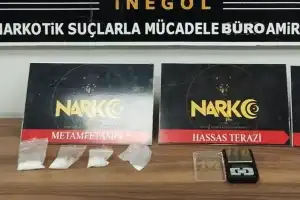 İNEGÖL
NARKOTİK SUÇLARLA MÜCADELE BÜRO AMİR
NARKO
METAMFETAMİN
NARKO
HASSAS TERAZİ